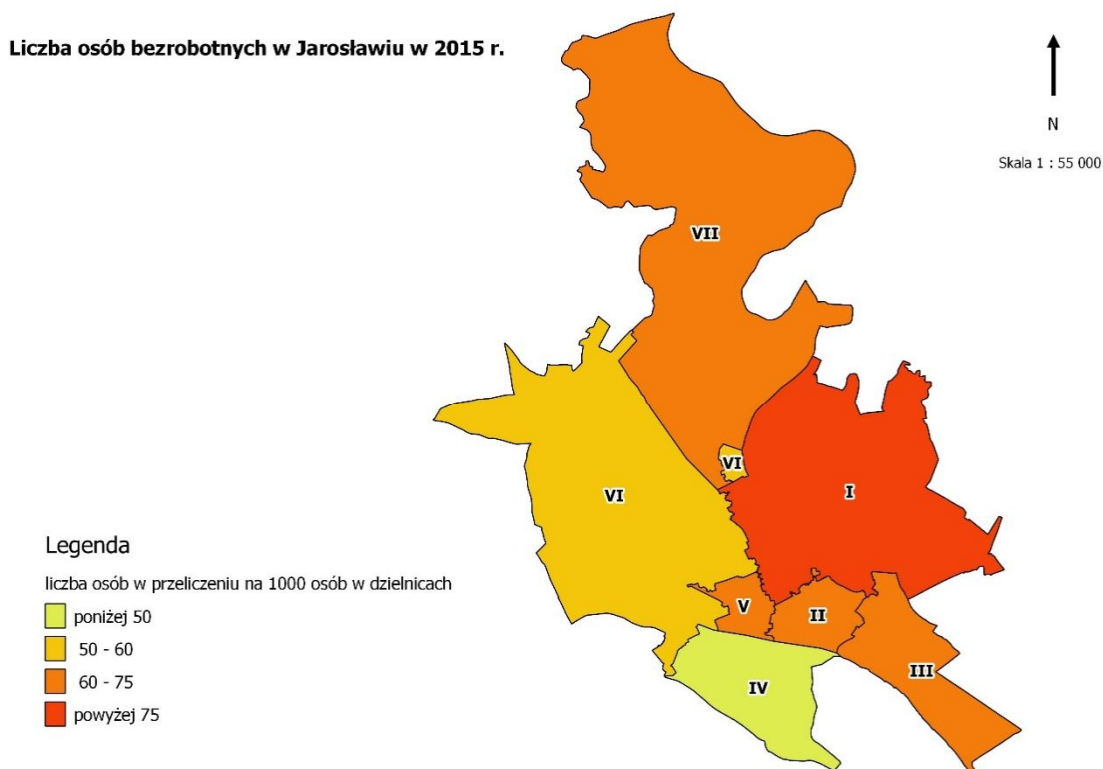 Liczba osób bezrobotnych w Jarosławiu w 2015 r.
N
Skala 1 : 55 000
VII
VI
VI
I
V
II
III
IV
Legenda
liczba osób w przeliczeniu na 1000 osób w dzielnicach
poniżej 50
50 - 60
60 - 75
powyżej 75